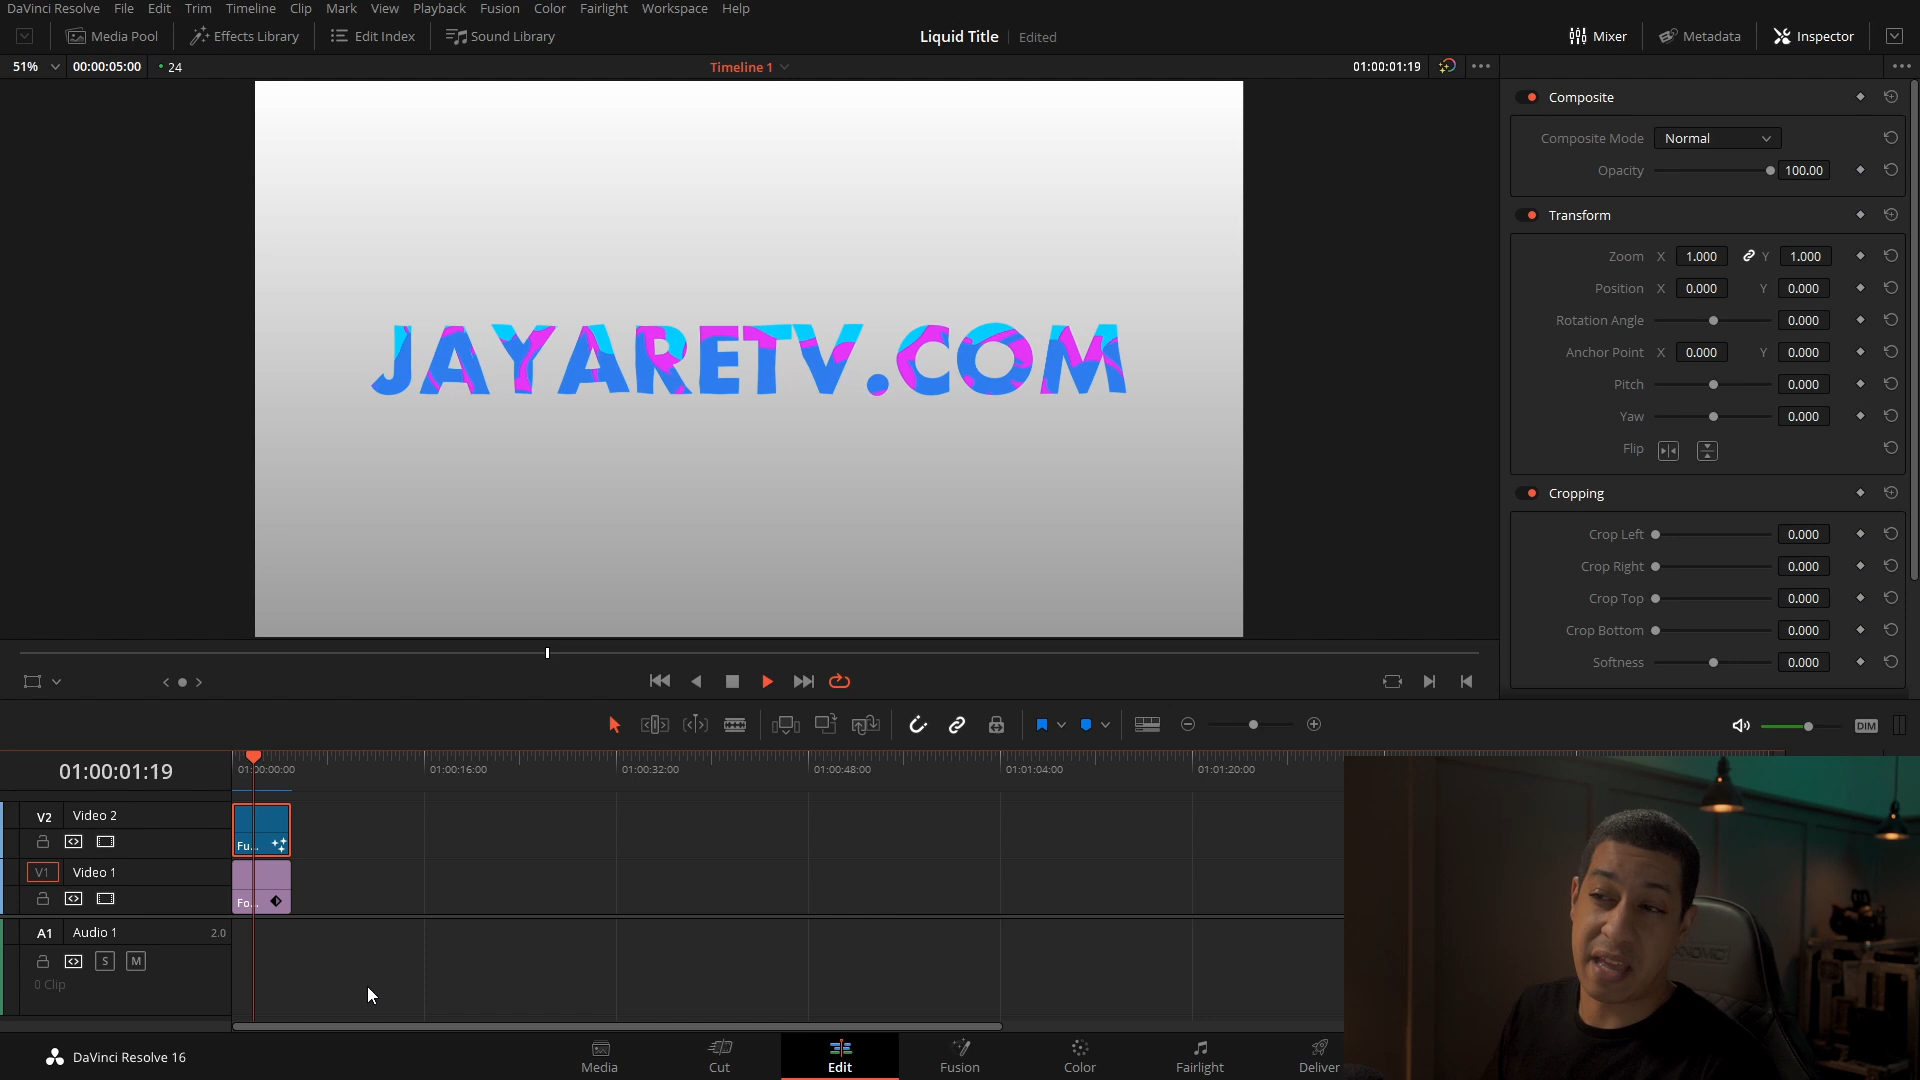 DaVinci Resolve File Edit Trim Timeline Clip Mark View Playback Fusion Color Fairlight Workspace Help
Media Pool Effects Library Edit Index Sound Library Liquid Title Edited Mixer Metadata Inspector
51% 00:00:05:00 24 Timeline 1 01:00:01:19
Composite
Composite Mode Normal
Opacity 100.00
Transform
Zoom X 1.000 Y 1.000
Position X 0.000 Y 0.000
Rotation Angle 0.000
Anchor Point X 0.000 Y 0.000
Pitch 0.000
Yaw 0.000
Flip
Cropping
Crop Left 0.000
Crop Right 0.000
Crop Top 0.000
Crop Bottom 0.000
Softness 0.000
JAYARETV.COM
DIM
01:00:01:19 01:00:00:00 01:00:16:00 01:00:32:00 01:00:48:00 01:01:04:00 01:01:20:00
V2 Video 2
Fu...
V1 Video 1
Fo...
A1 Audio 1 2.0
S M
0 Clip
DaVinci Resolve 16
Media Cut Edit Fusion Color Fairlight Deliver